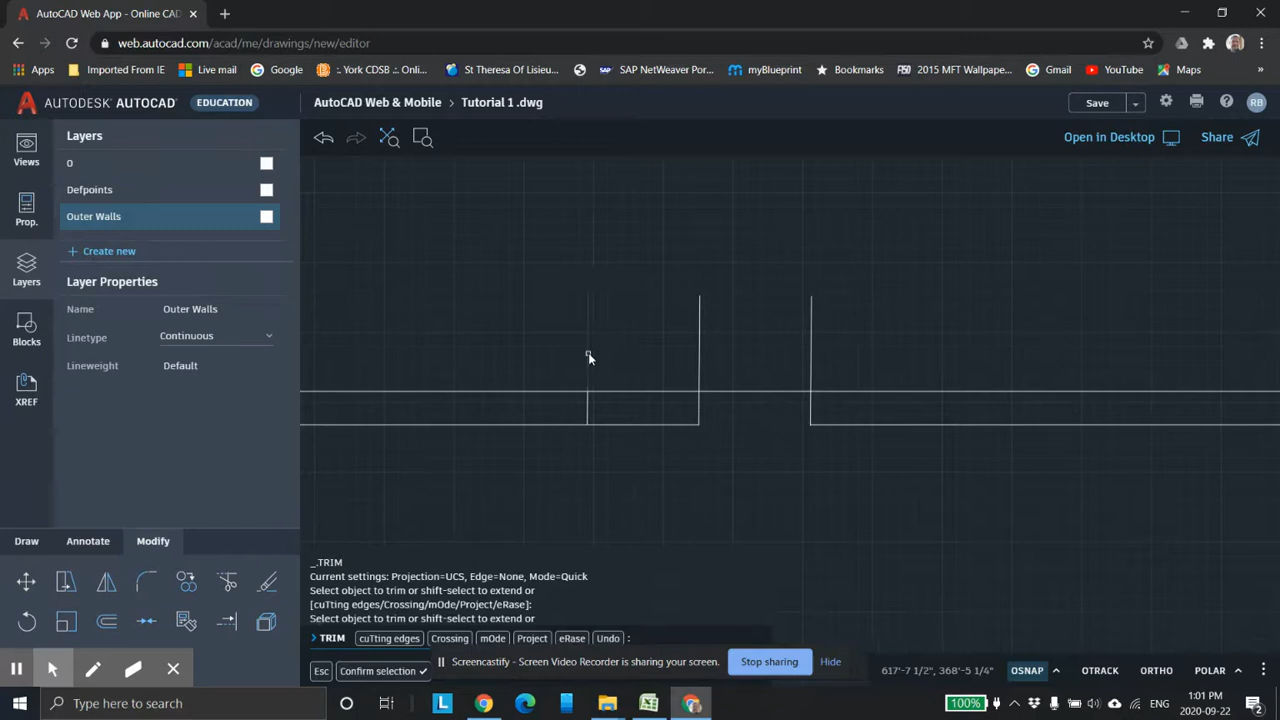 AutoCAD Web App - Online CAD
web.autocad.com/acad/me/drawings/new/editor
Apps Imported From IE Live mail Google : York CDSB :.: Onli... St Theresa Of Lisieu... SAP NetWeaver Por... myBlueprint Bookmarks 2015 MFT Wallpape... Gmail YouTube Maps
AUTODESK® AUTOCAD® EDUCATION AutoCAD Web & Mobile > Tutorial 1 .dwg Save RB
Layers
Open in Desktop Share
Views
0
Defpoints
Prop.
Outer Walls
+ Create new
Layers
Layer Properties
Name Outer Walls
Linetype Continuous
Blocks
Lineweight Default
XREF
Draw Annotate Modify
_.TRIM
Current settings: Projection=UCS, Edge=None, Mode=Quick
Select object to trim or shift-select to extend or
[cuTting edges/Crossing/mOde/Project/eRase]:
Select object to trim or shift-select to extend or
> TRIM cuTting edges Crossing mOde Project eRase Undo :
Esc Confirm selection
Screencastify - Screen Video Recorder is sharing your screen. Stop sharing Hide
617'-7 1/2", 368'-5 1/4" OSNAP OTRACK ORTHO POLAR
Type here to search
100%
1:01 PM
2020-09-22
2